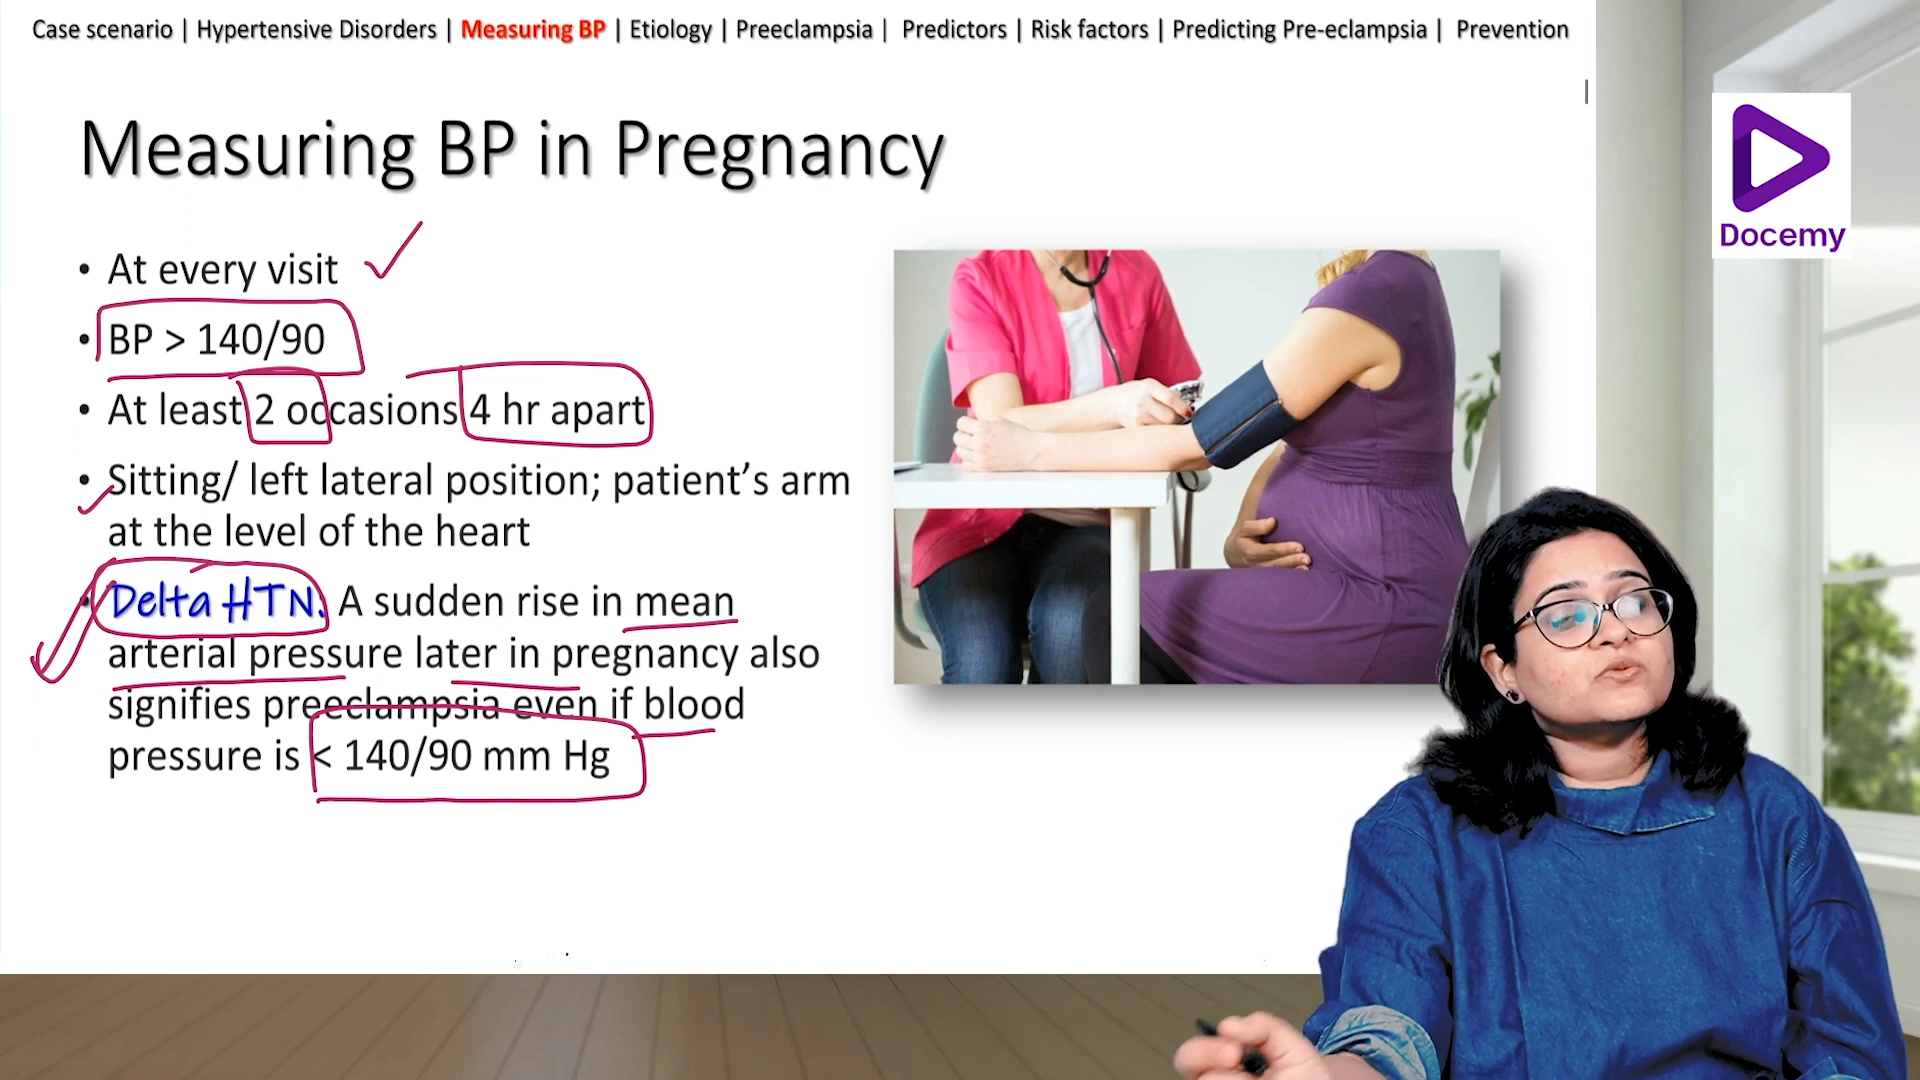 Case scenario | Hypertensive Disorders | Measuring BP | Etiology | Preeclampsia | Predictors | Risk factors | Predicting Pre-eclampsia | Prevention
Measuring BP in Pregnancy
• At every visit
• BP > 140/90
• At least 2 occasions 4 hr apart
• Sitting/ left lateral position; patient's arm
at the level of the heart
• Delta HTN. A sudden rise in mean
arterial pressure later in pregnancy also
signifies preeclampsia even if blood
pressure is < 140/90 mm Hg
Docemy